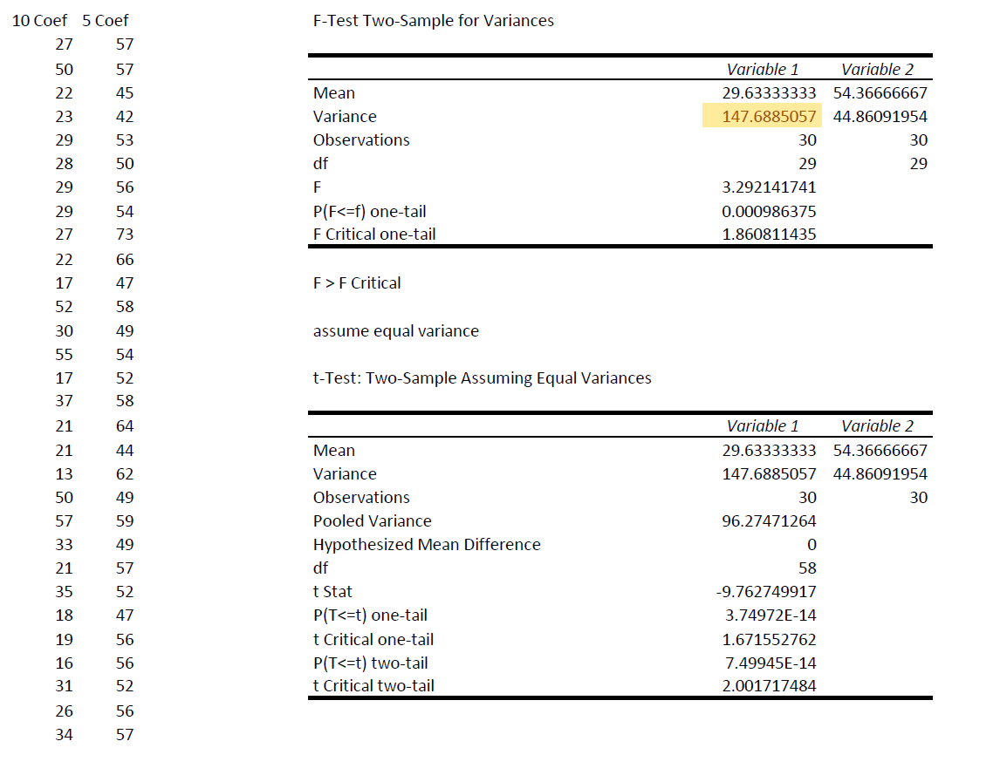 10 Coef 5 Coef F-Test Two-Sample for Variances
27 57
50 57 Variable 1 Variable 2
22 45 Mean 29.63333333 54.36666667
23 42 Variance 147.6885057 44.86091954
29 53 Observations 30 30
28 50 df 29 29
29 56 F 3.292141741
29 54 P(F<=f) one-tail 0.000986375
27 73 F Critical one-tail 1.860811435
22 66
17 47 F > F Critical
52 58
30 49 assume equal variance
55 54
17 52 t-Test: Two-Sample Assuming Equal Variances
37 58
21 64 Variable 1 Variable 2
21 44 Mean 29.63333333 54.36666667
13 62 Variance 147.6885057 44.86091954
50 49 Observations 30 30
57 59 Pooled Variance 96.27471264
33 49 Hypothesized Mean Difference 0
21 57 df 58
35 52 t Stat -9.762749917
18 47 P(T<=t) one-tail 3.74972E-14
19 56 t Critical one-tail 1.671552762
16 56 P(T<=t) two-tail 7.49945E-14
31 52 t Critical two-tail 2.001717484
26 56
34 57